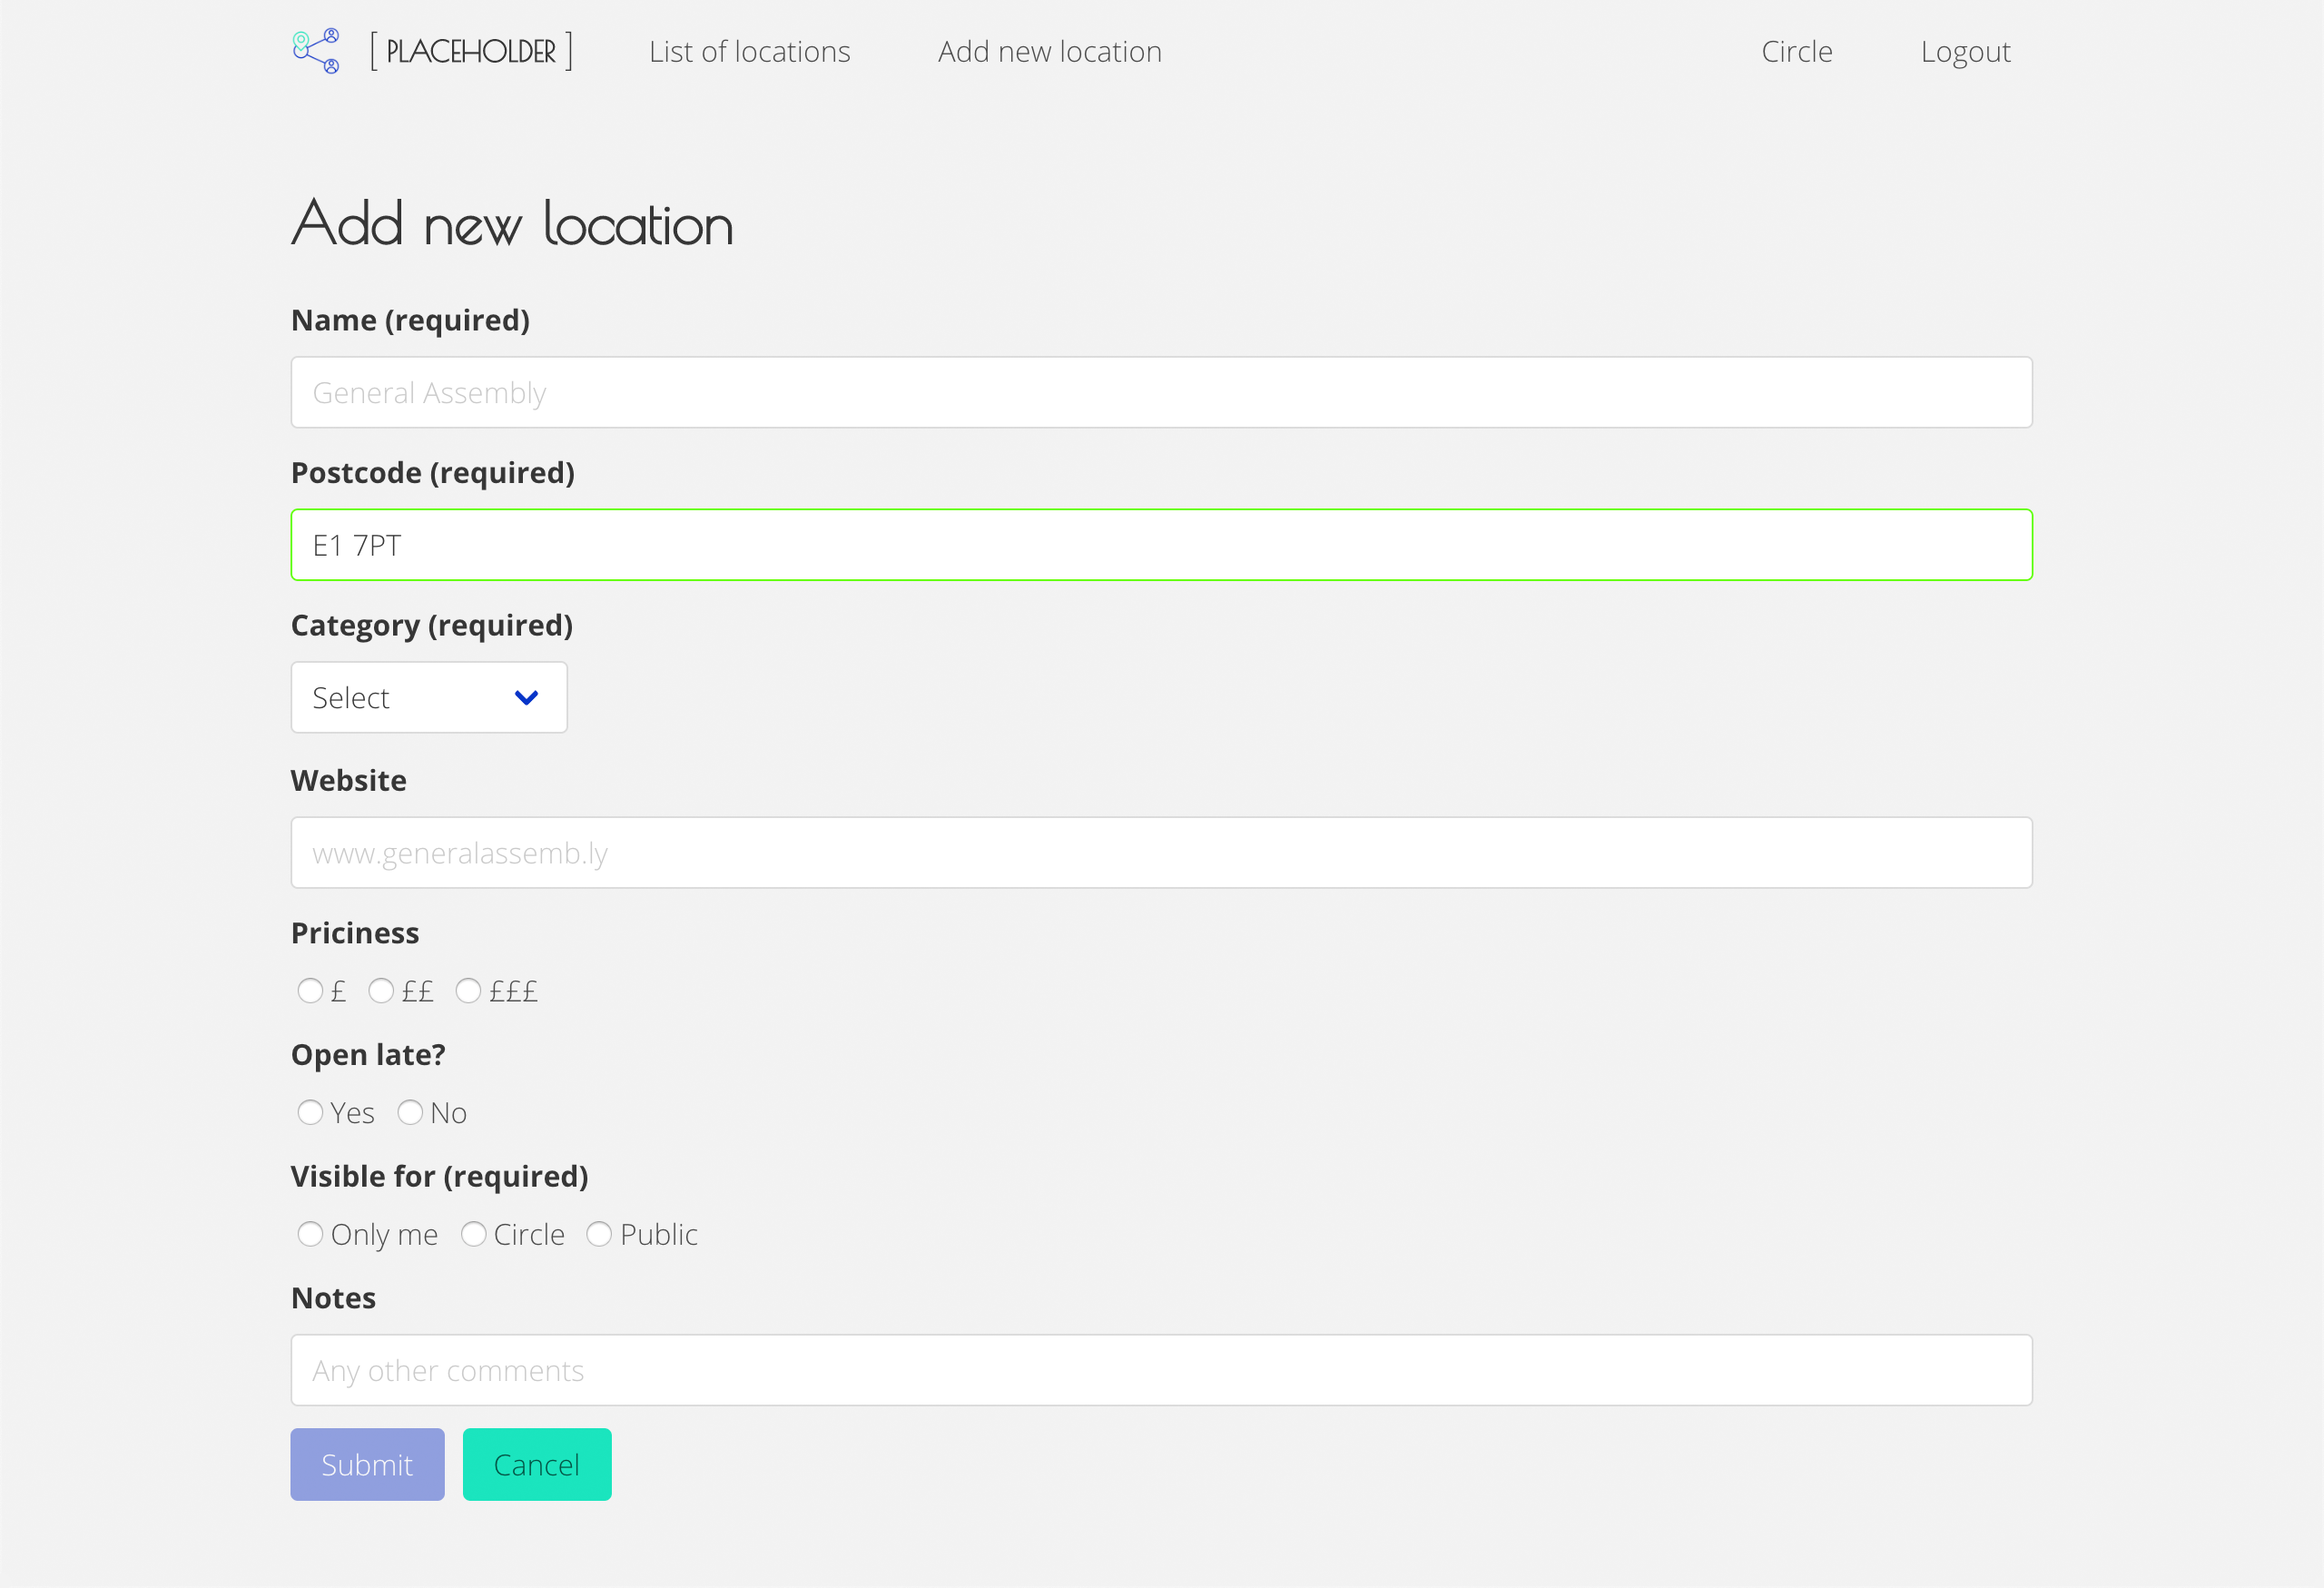 [ PLACEHOLDER ] List of locations Add new location Circle Logout
Add new location
Name (required)
General Assembly
Postcode (required)
E1 7PT
Category (required)
Select
Website
www.generalassemb.ly
Priciness
£ ££ £££
Open late?
Yes No
Visible for (required)
Only me Circle Public
Notes
Any other comments
Submit Cancel